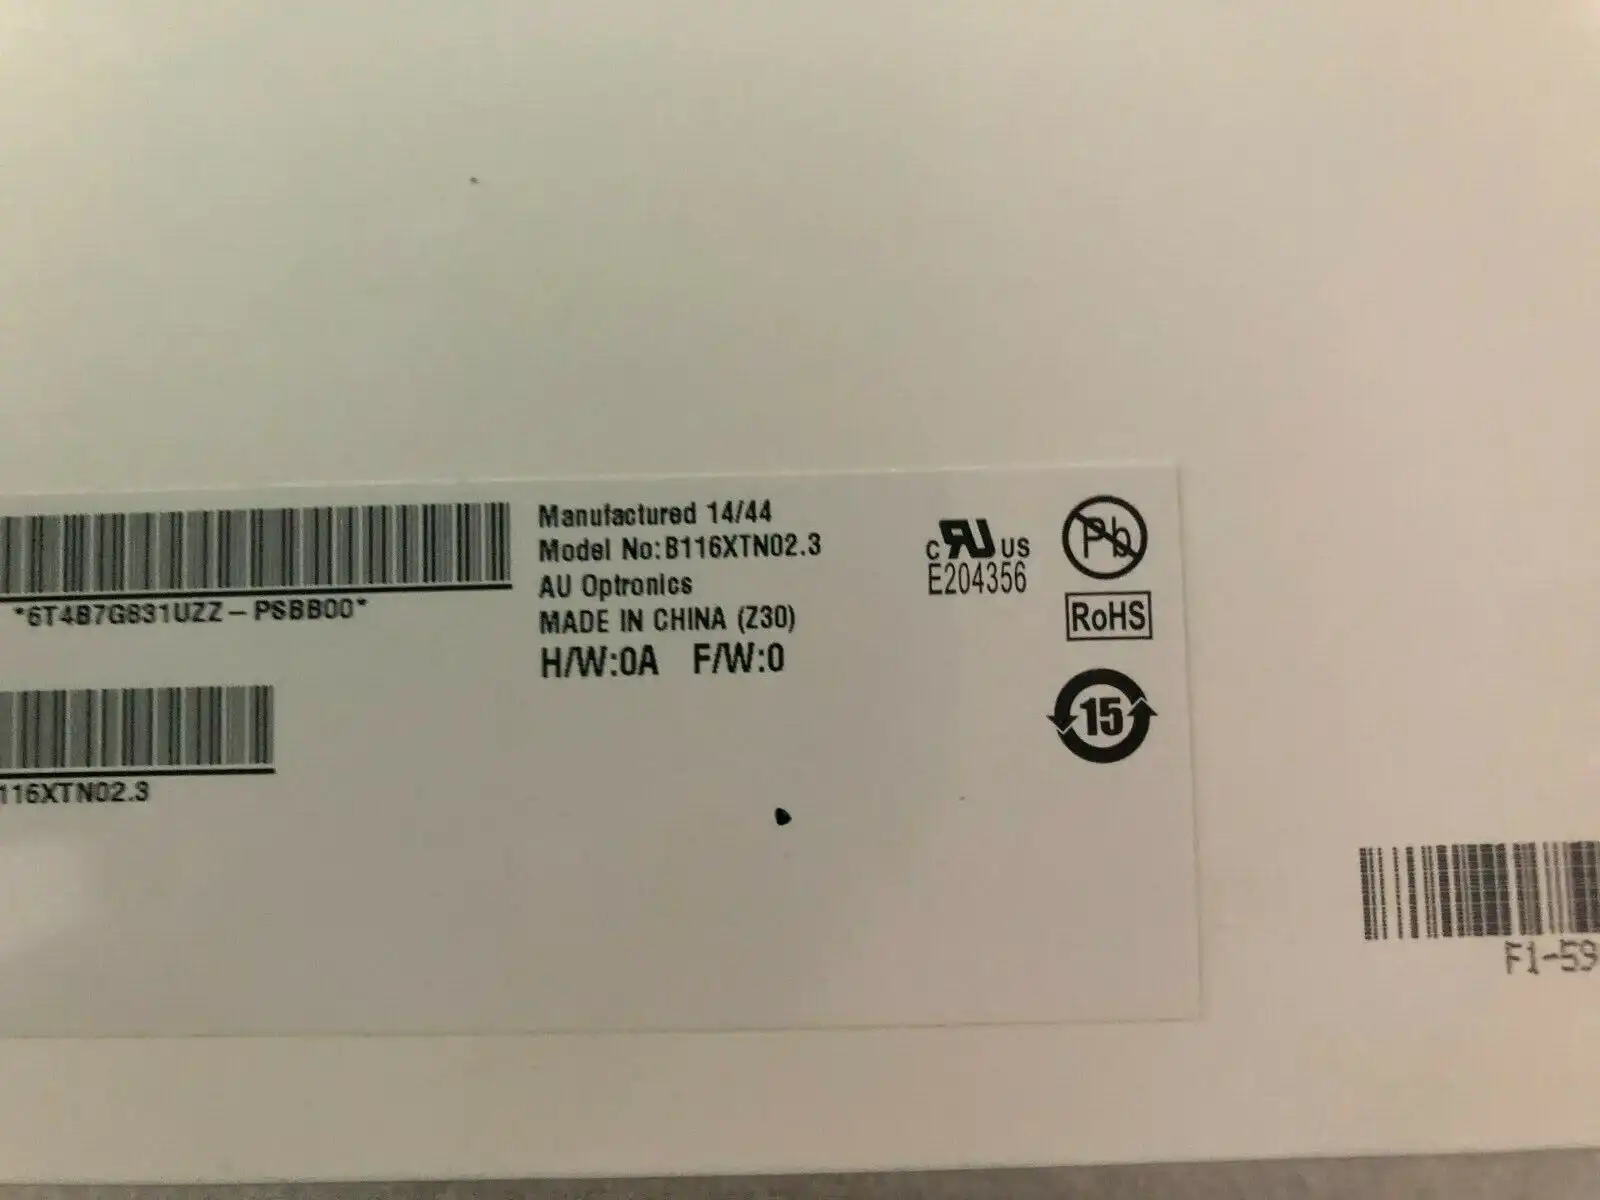 *6T4B7G831UZZ-PSBB00*
116XTN02.3
Manufactured 14/44
Model No:B116XTN02.3
AU Optronics
MADE IN CHINA (Z30)
H/W:0A F/W:0
c RU US
E204356
Pb
RoHS
15
F1-59